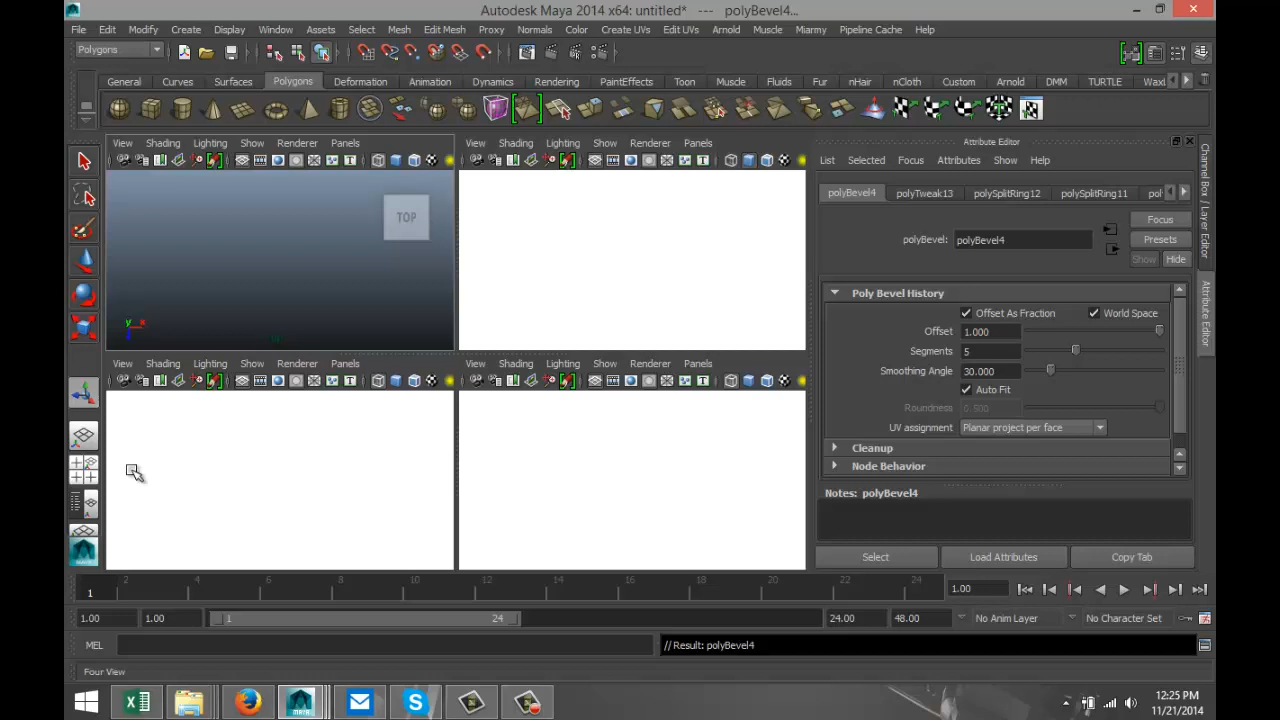 Autodesk Maya 2014 x64: untitled* --- polyBevel4...
File Edit Modify Create Display Window Assets Select Mesh Edit Mesh Proxy Normals Color Create UVs Edit UVs Arnold Muscle Miarmy Pipeline Cache Help
Polygons
General Curves Surfaces Polygons Deformation Animation Dynamics Rendering PaintEffects Toon Muscle Fluids Fur nHair nCloth Custom Arnold DMM TURTLE Waxl
View Shading Lighting Show Renderer Panels
View Shading Lighting Show Renderer Panels
Attribute Editor
List Selected Focus Attributes Show Help
polyBevel4 polyTweak13 polySplitRing12 polySplitRing11 pol
TOP
Focus
polyBevel: polyBevel4
Presets
Show Hide
Poly Bevel History
Offset As Fraction World Space
Offset 1.000
Segments 5
Smoothing Angle 30.000
Auto Fit
Roundness 0.500
UV assignment Planar project per face
Cleanup
Node Behavior
Notes: polyBevel4
Select Load Attributes Copy Tab
Channel Box / Layer Editor
Attribute Editor
y x
View Shading Lighting Show Renderer Panels
View Shading Lighting Show Renderer Panels
2 4 6 8 10 12 14 16 18 20 22 24
1 1.00
1.00 1.00 1 24 24.00 48.00 No Anim Layer No Character Set
MEL // Result: polyBevel4
Four View
12:25 PM
11/21/2014